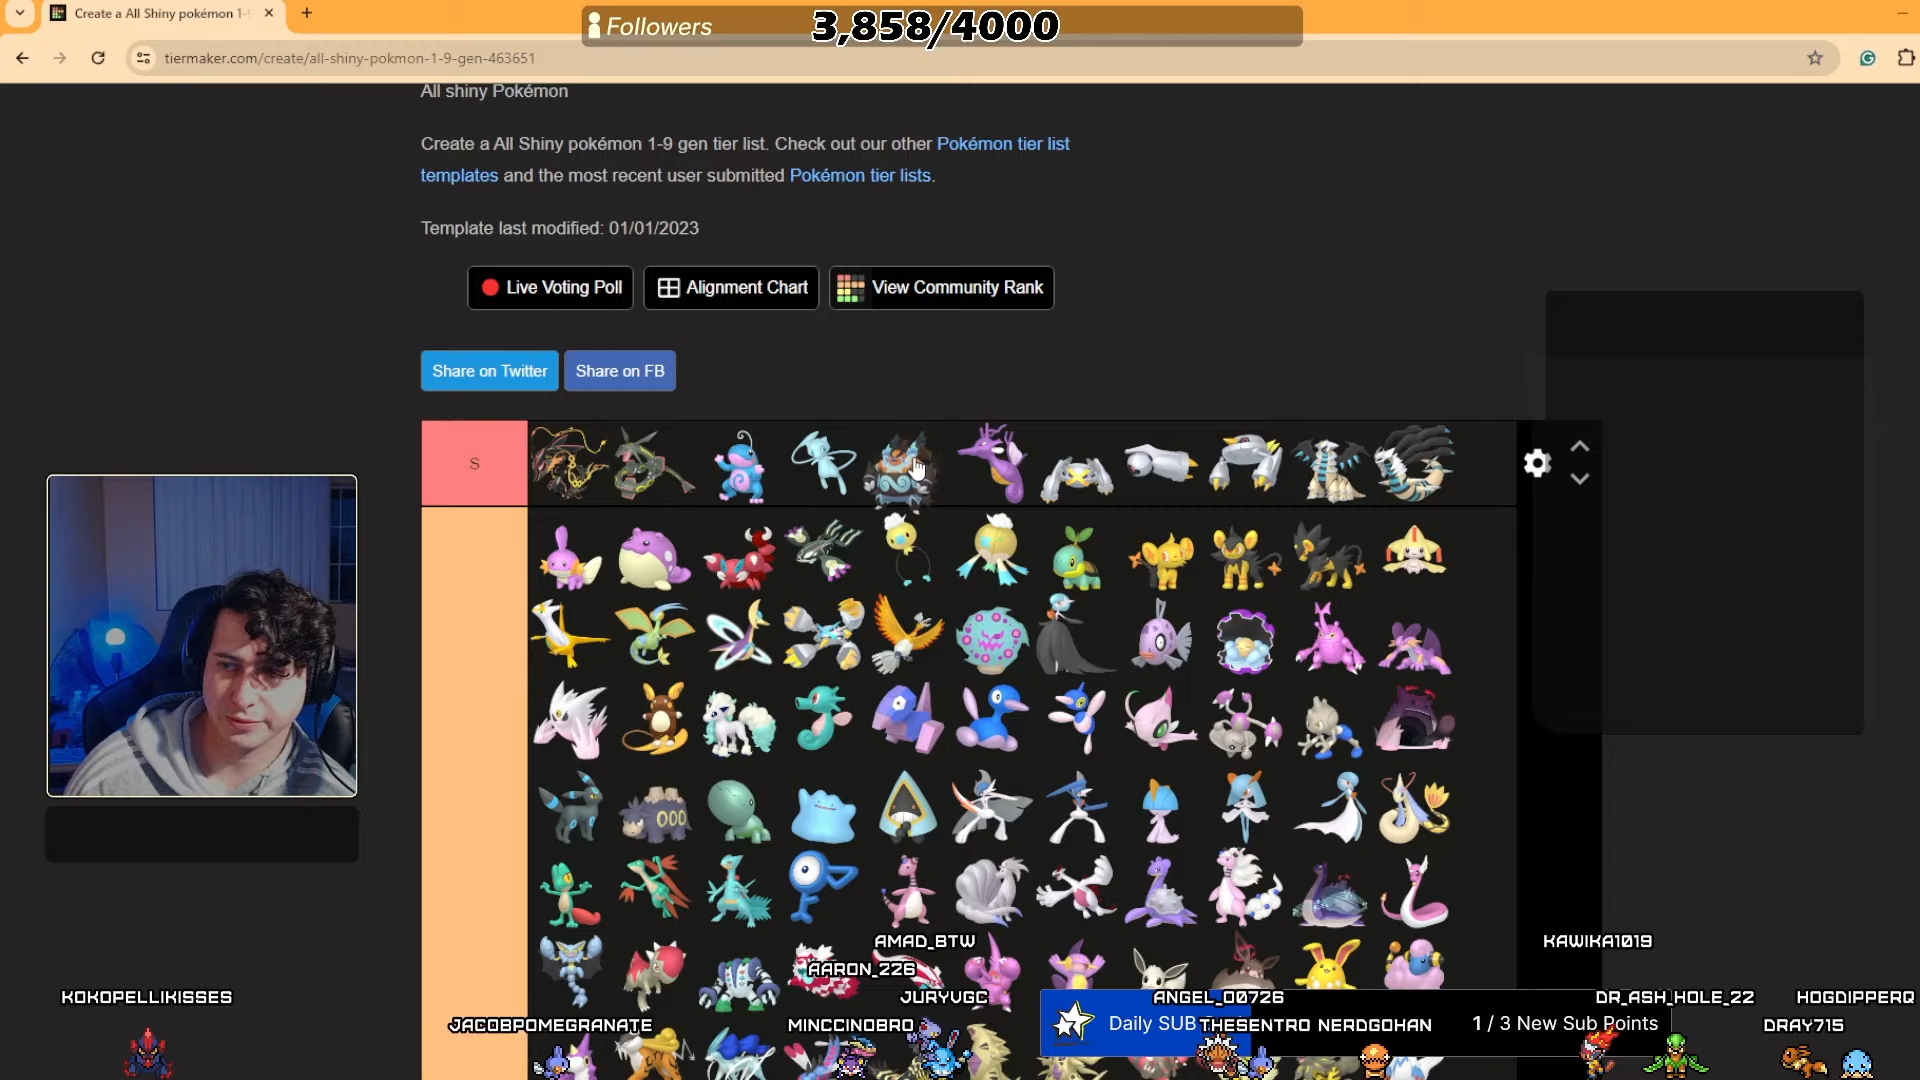 Create a All Shiny pokémon 1-
Followers 3,858/4000
tiermaker.com/create/all-shiny-pokmon-1-9-gen-463651
All shiny Pokémon
Create a All Shiny pokémon 1-9 gen tier list. Check out our other Pokémon tier list
templates and the most recent user submitted Pokémon tier lists.
Template last modified: 01/01/2023
Live Voting Poll
Alignment Chart
View Community Rank
Share on Twitter
Share on FB
S
AMAD_BTW
KAWIKA1019
AARON_226
KOKOPELLIKISSES
JURYVGC
ANGEL_00726
DR_ASH_HOLE_22
HOGDIPPERQ
JACOBPOMEGRANATE
MINCCINOBRO
Daily SUB
THESENTRO NERDGOHAN
1 / 3 New Sub Points
DRAY715